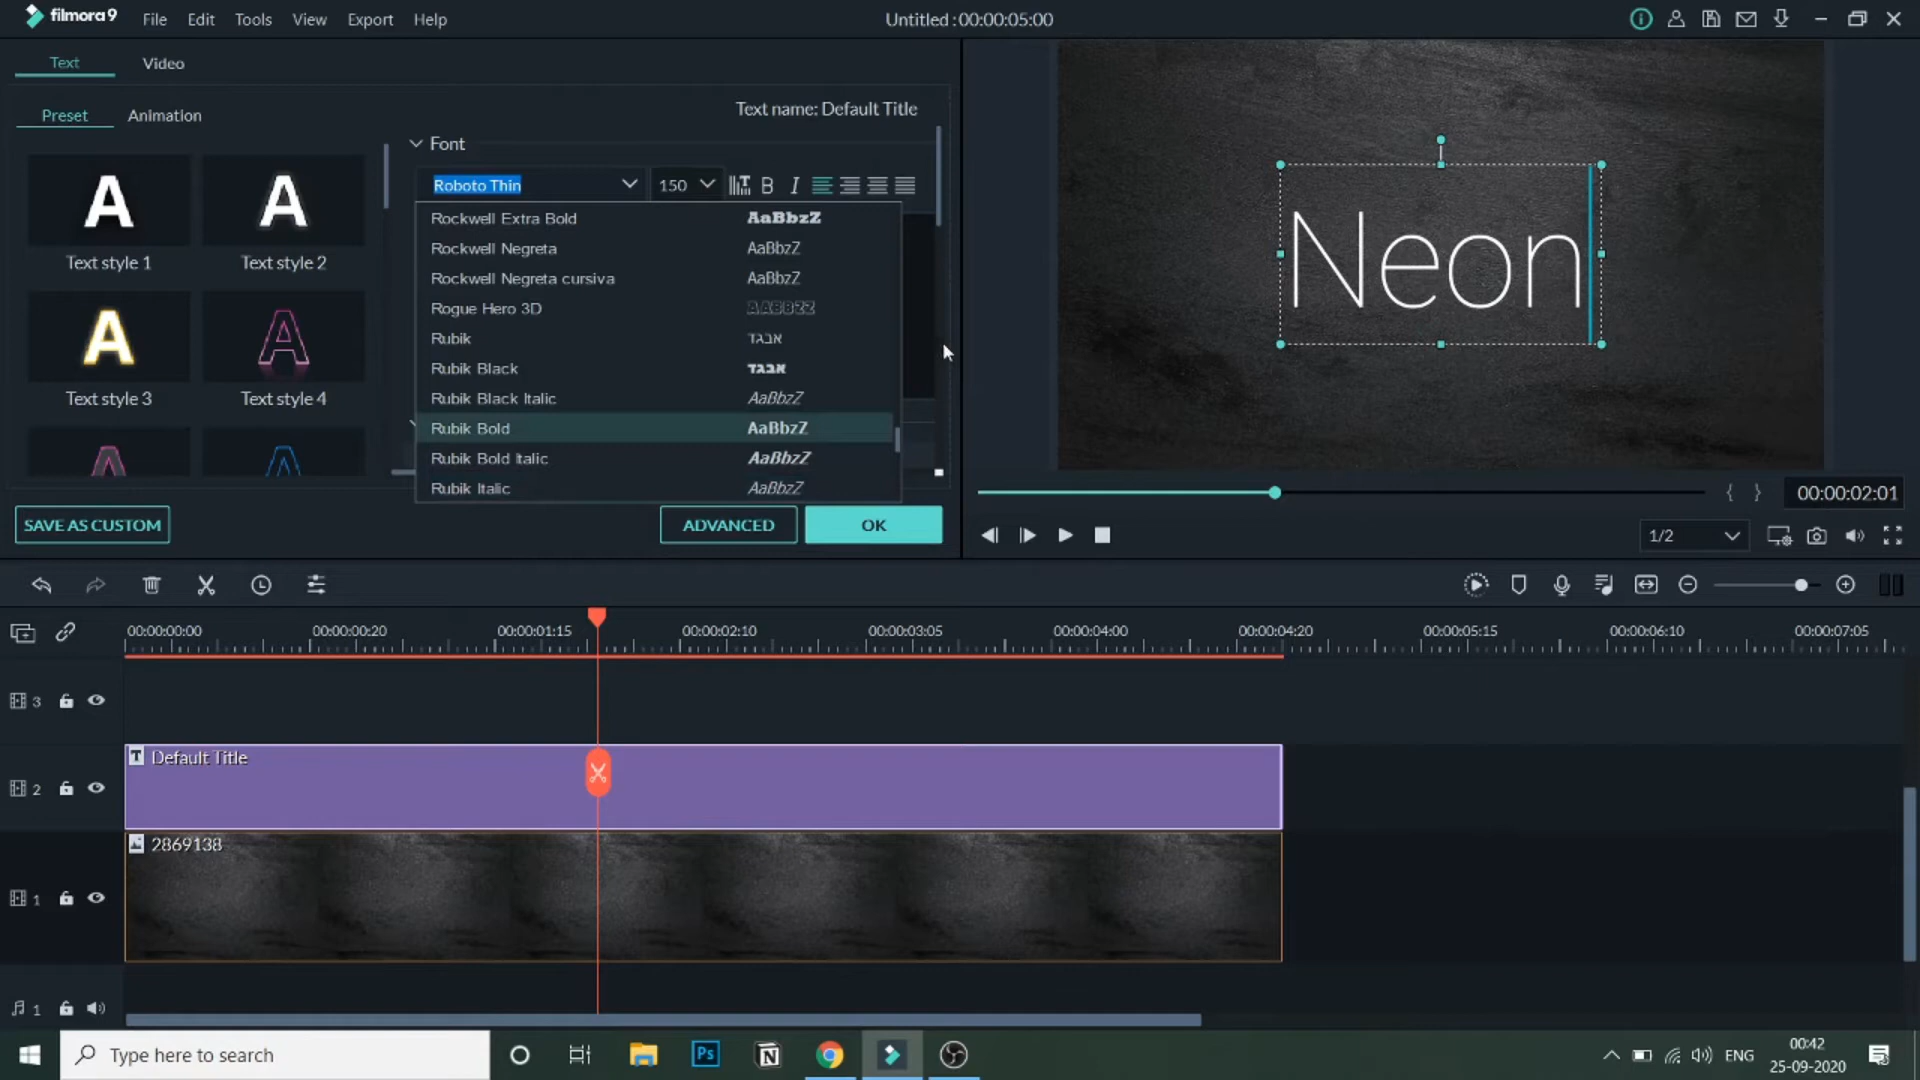 filmora9 File Edit Tools View Export Help Untitled : 00:00:05:00
Text Video
Preset Animation Text name: Default Title
Font
Roboto Thin 150 B I
A A
Text style 1 Text style 2
A A
Text style 3 Text style 4
A A
Rockwell Extra Bold AaBbzZ
Rockwell Negreta AaBbzZ
Rockwell Negreta cursiva AaBbzZ
Rogue Hero 3D AABBZZ
Rubik אבגד
Rubik Black אבגד
Rubik Black Italic AaBbzZ
Rubik Bold AaBbzZ
Rubik Bold Italic AaBbzZ
Rubik Italic AaBbzZ
Neon
SAVE AS CUSTOM ADVANCED OK
{ } 00:00:02:01
1/2
00:00:00:00 00:00:00:20 00:00:01:15 00:00:02:10 00:00:03:05 00:00:04:00 00:00:04:20 00:00:05:15 00:00:06:10 00:00:07:05
3
T Default Title
2
2869138
1
1
Type here to search Ps N ENG 00:42
25-09-2020